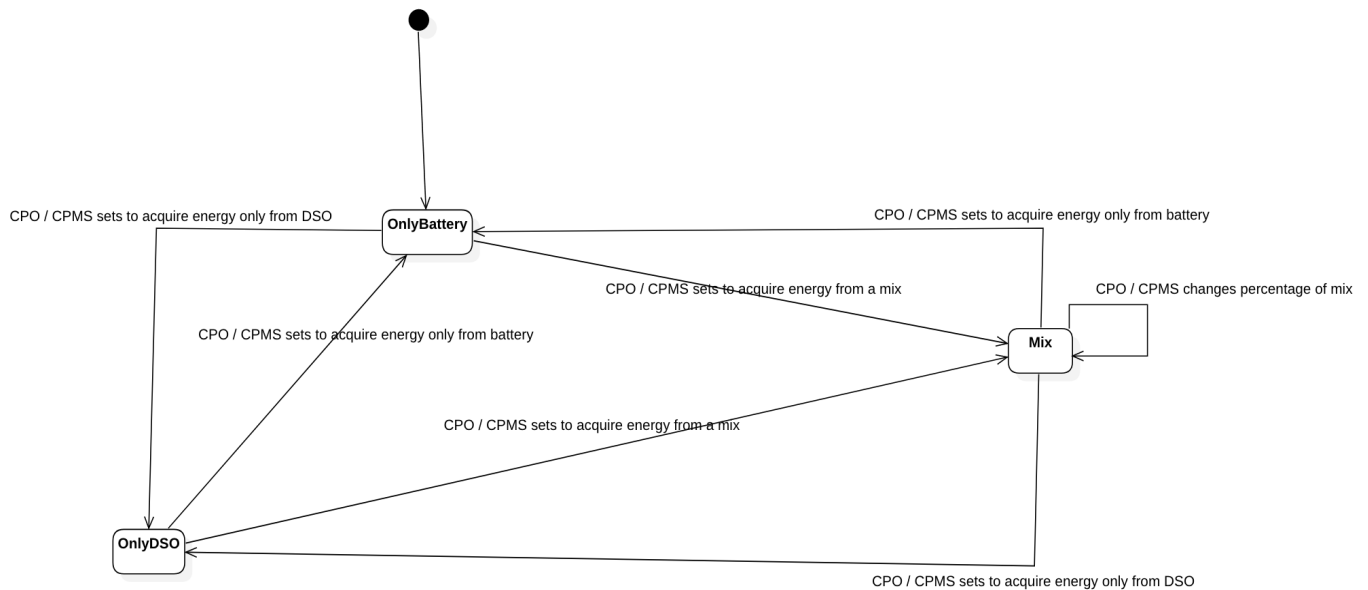 CPO / CPMS sets to acquire energy only from DSO
OnlyBattery
CPO / CPMS sets to acquire energy only from battery
CPO / CPMS sets to acquire energy from a mix
CPO / CPMS changes percentage of mix
CPO / CPMS sets to acquire energy only from battery
Mix
CPO / CPMS sets to acquire energy from a mix
OnlyDSO
CPO / CPMS sets to acquire energy only from DSO